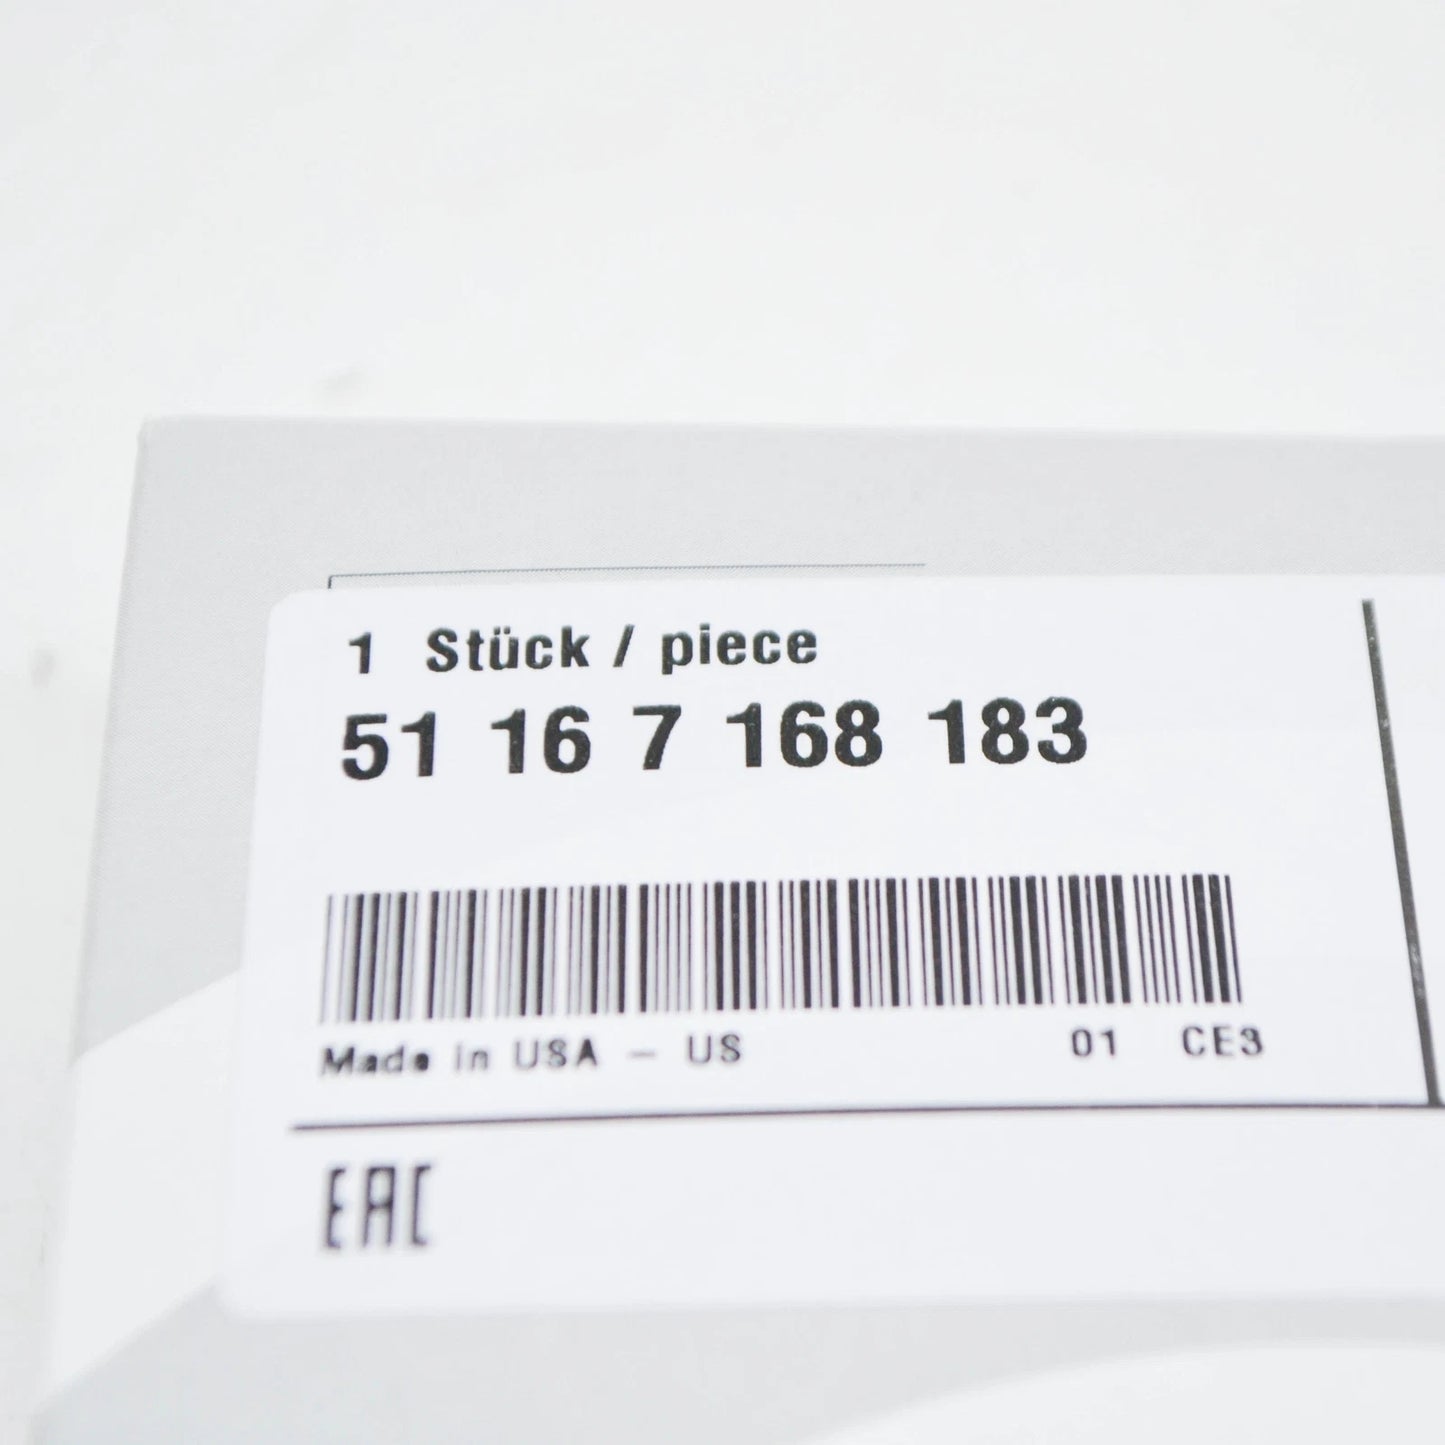 1 Stück / piece
51 16 7 168 183
Made in USA - US 01 CE3
EAC